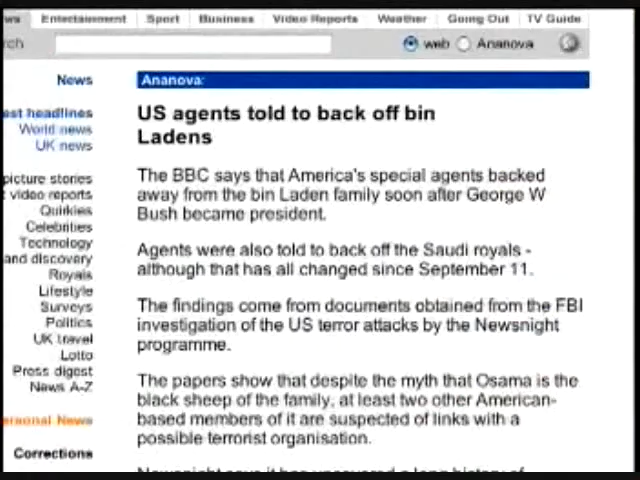 Entertainment Sport Business Video Reports Weather Going Out TV Guide
web Ananova
News
Ananova:
headlines
World news
UK news
picture stories
video reports
Quirkies
Celebrities
Technology
and discovery
Royals
Lifestyle
Surveys
Politics
UK travel
Lotto
Press digest
News A-Z
News
Corrections
US agents told to back off bin
Ladens
The BBC says that America's special agents backed
away from the bin Laden family soon after George W
Bush became president.
Agents were also told to back off the Saudi royals -
although that has all changed since September 11.
The findings come from documents obtained from the FBI
investigation of the US terror attacks by the Newsnight
programme.
The papers show that despite the myth that Osama is the
black sheep of the family, at least two other American-
based members of it are suspected of links with a
possible terrorist organisation.